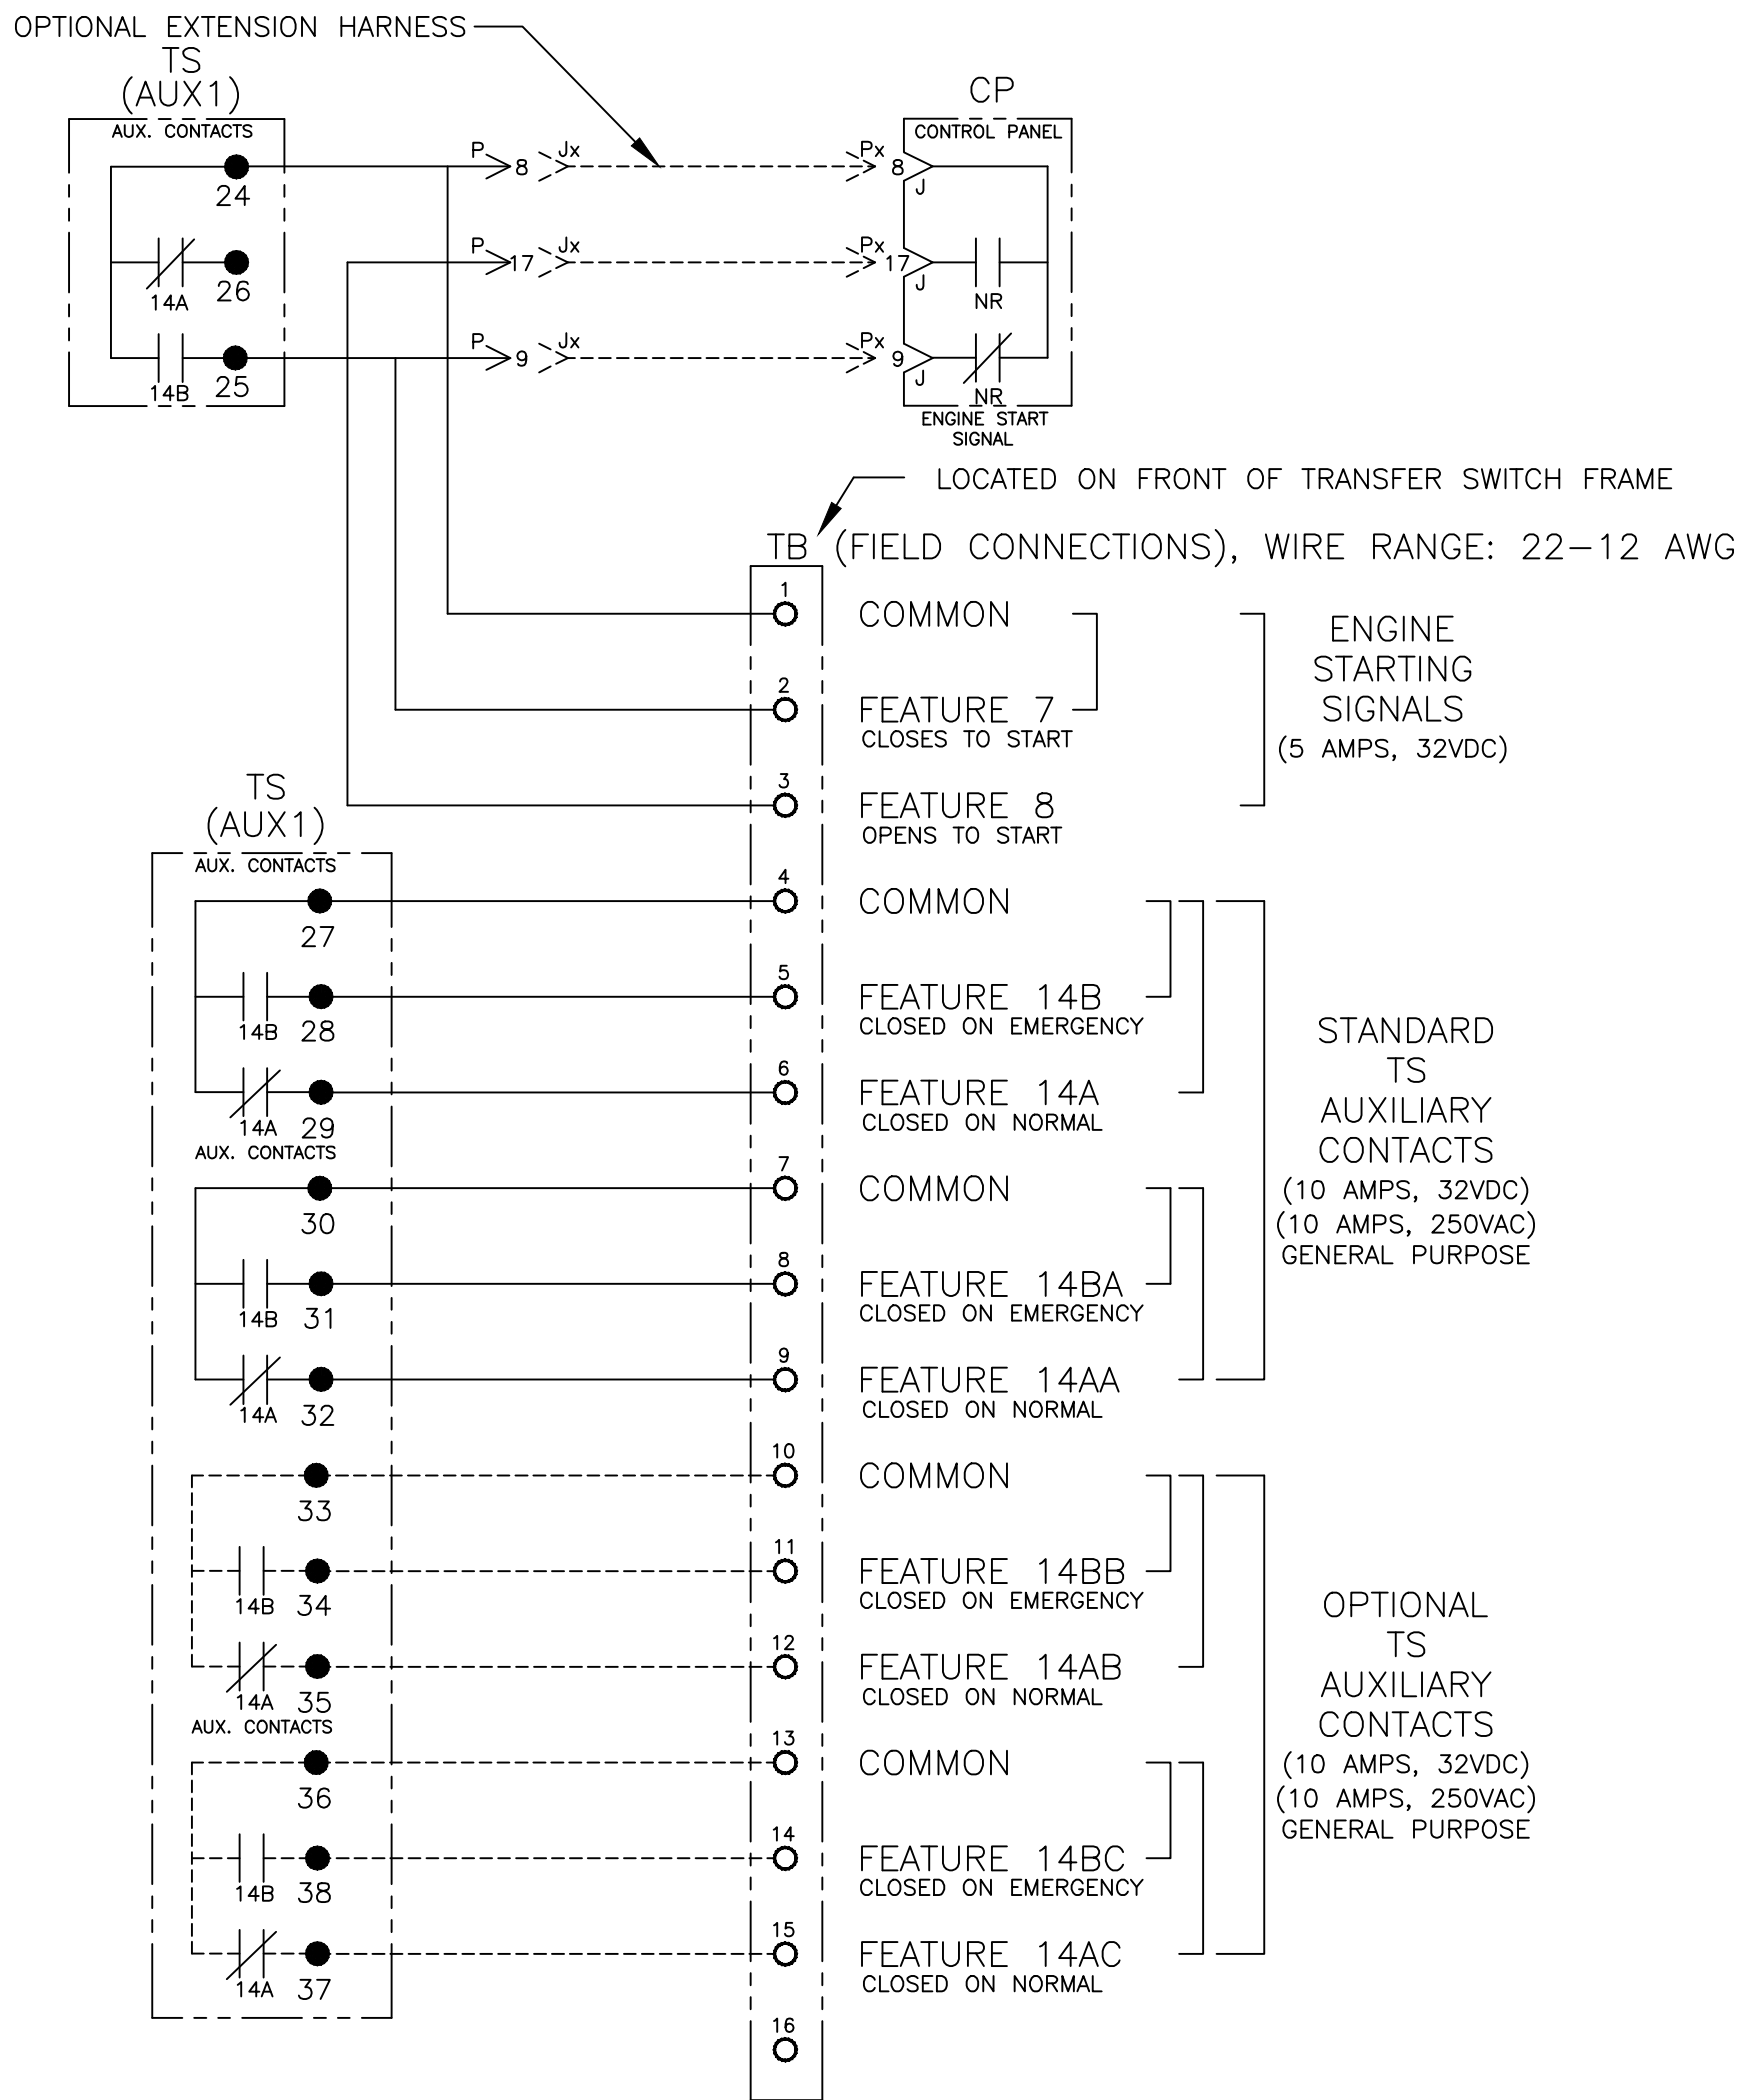 OPTIONAL EXTENSION HARNESS
TS
(AUX1)
AUX. CONTACTS
CP
CONTROL PANEL
P 8 Jx Px 8 J
24
P 17 Jx Px 17 J
14A 26
NR
P 9 Jx Px 9 J
14B 25
NR
ENGINE START
SIGNAL
LOCATED ON FRONT OF TRANSFER SWITCH FRAME
TB (FIELD CONNECTIONS), WIRE RANGE: 22-12 AWG
1 COMMON
2 FEATURE 7
CLOSES TO START
3 FEATURE 8
OPENS TO START
ENGINE
STARTING
SIGNALS
(5 AMPS, 32VDC)
TS
(AUX1)
AUX. CONTACTS
27
4 COMMON
14B 28
5 FEATURE 14B
CLOSED ON EMERGENCY
14A 29
6 FEATURE 14A
CLOSED ON NORMAL
AUX. CONTACTS
30
7 COMMON
14B 31
8 FEATURE 14BA
CLOSED ON EMERGENCY
14A 32
9 FEATURE 14AA
CLOSED ON NORMAL
STANDARD
TS
AUXILIARY
CONTACTS
(10 AMPS, 32VDC)
(10 AMPS, 250VAC)
GENERAL PURPOSE
33
10 COMMON
14B 34
11 FEATURE 14BB
CLOSED ON EMERGENCY
14A 35
12 FEATURE 14AB
CLOSED ON NORMAL
AUX. CONTACTS
36
13 COMMON
14B 38
14 FEATURE 14BC
CLOSED ON EMERGENCY
14A 37
15 FEATURE 14AC
CLOSED ON NORMAL
16
OPTIONAL
TS
AUXILIARY
CONTACTS
(10 AMPS, 32VDC)
(10 AMPS, 250VAC)
GENERAL PURPOSE